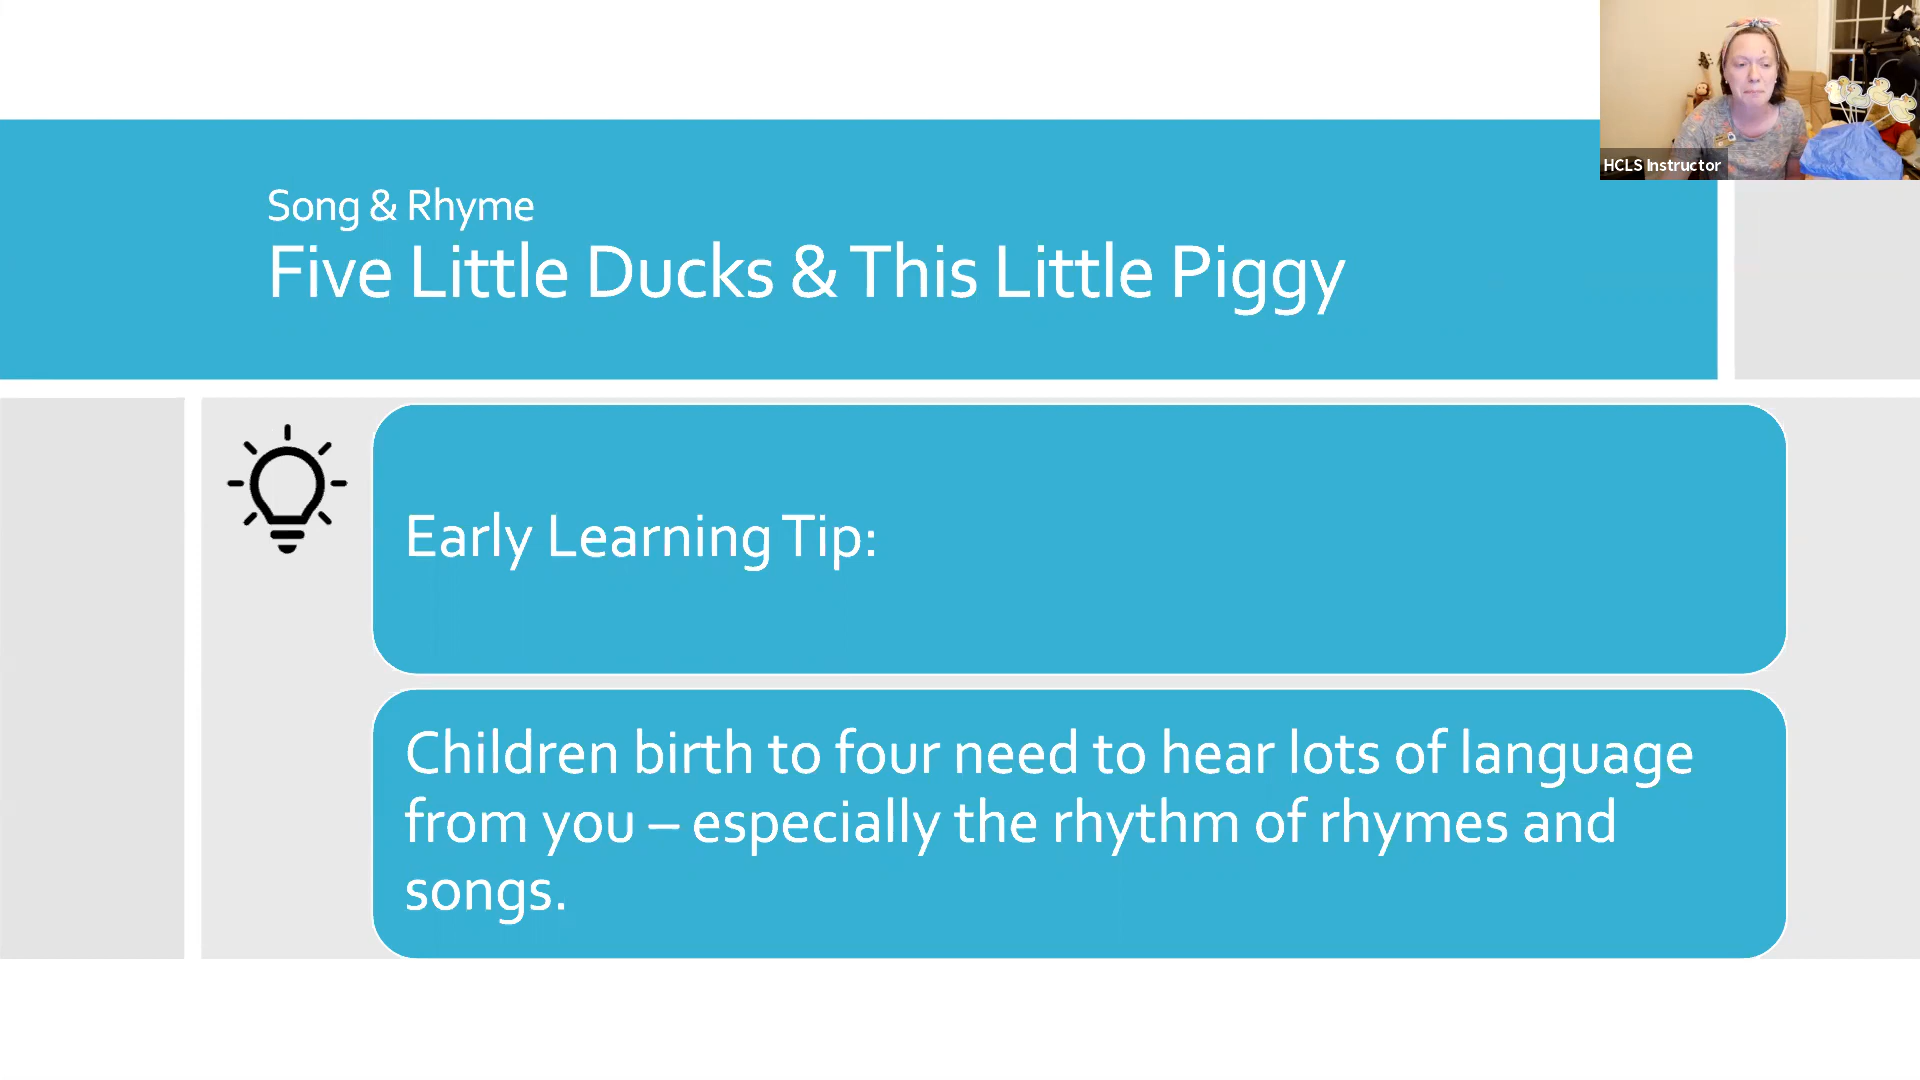 HCLS Instructor
Song & Rhyme
Five Little Ducks & This Little Piggy
Early Learning Tip:
Children birth to four need to hear lots of language
from you – especially the rhythm of rhymes and
songs.